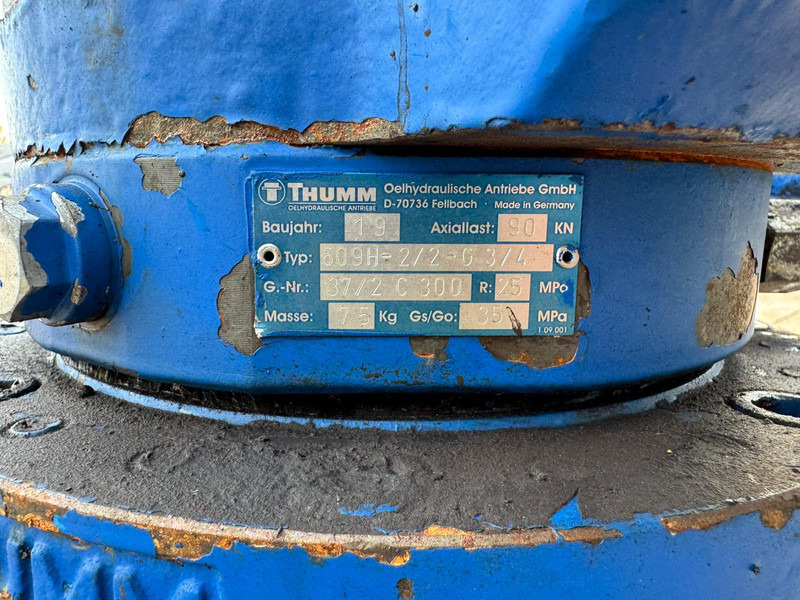 THUMM
OELHYDRAULISCHE ANTRIEBE
Oelhydraulische Antriebe GmbH
D-70736 Fellbach · Made in Germany
Baujahr: 19 Axiallast: 90 KN
Typ: 609H-2/2-G 3/4
G.-Nr.: 37/2 C 300 R: 25 MPa
Masse: 75 Kg Gs/Go: 35 MPa
1.09.001